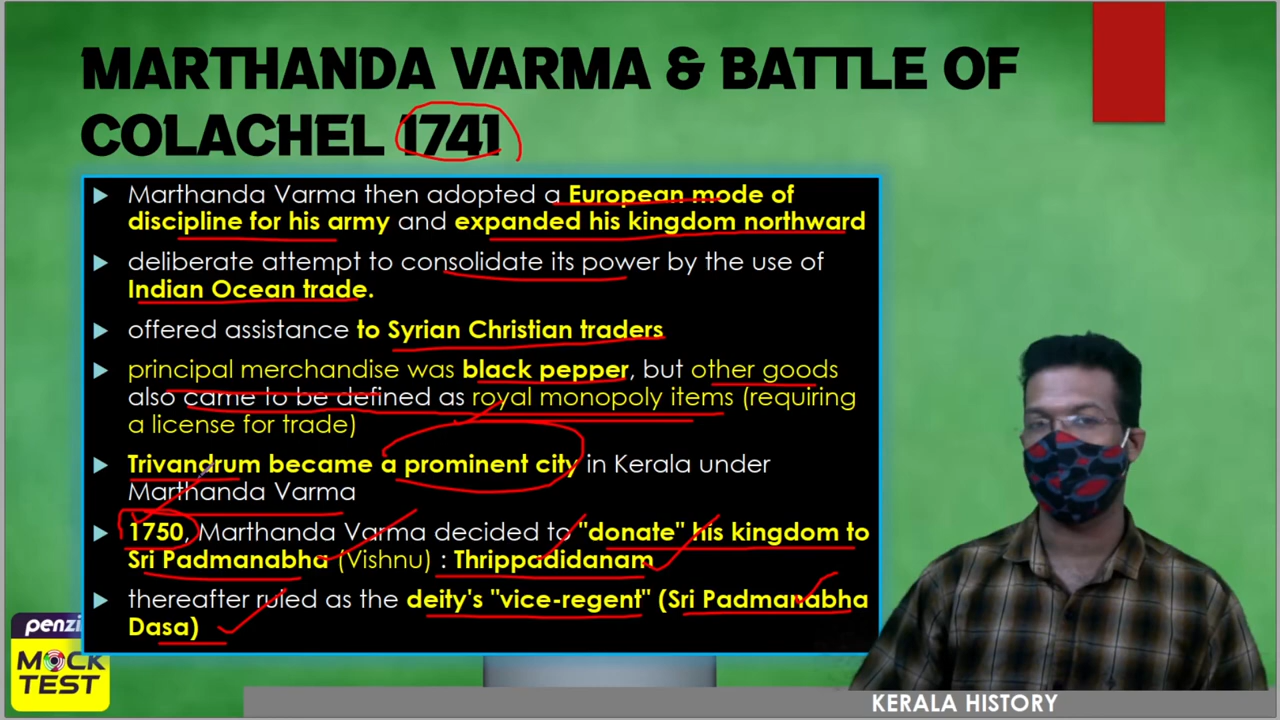 MARTHANDA VARMA & BATTLE OF
COLACHEL 1741
Marthanda Varma then adopted a European mode of
discipline for his army and expanded his kingdom northward
deliberate attempt to consolidate its power by the use of
Indian Ocean trade.
offered assistance to Syrian Christian traders
principal merchandise was black pepper, but other goods
also came to be defined as royal monopoly items (requiring
a license for trade)
Trivandrum became a prominent city in Kerala under
Marthanda Varma
1750, Marthanda Varma decided to "donate" his kingdom to
Sri Padmanabha (Vishnu) : Thrippadidanam
thereafter ruled as the deity's "vice-regent" (Sri Padmanabha
Dasa)
penzi
MOCK
TEST
KERALA HISTORY